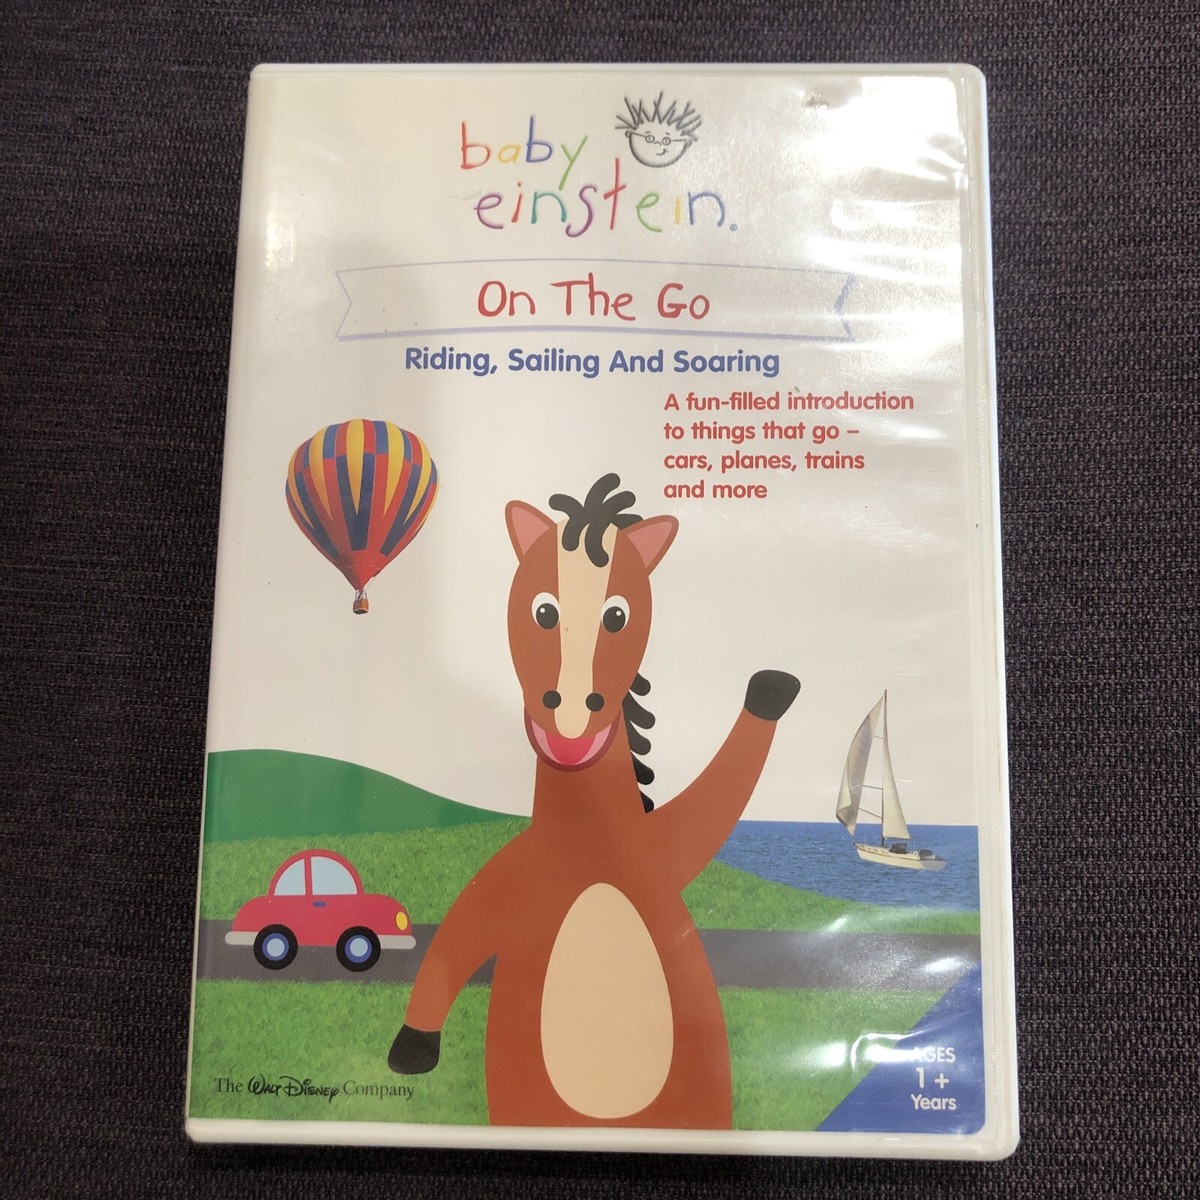 baby
einstein®
On The Go
Riding, Sailing And Soaring
A fun-filled introduction
to things that go –
cars, planes, trains
and more
The Walt Disney Company
AGES
1+
Years